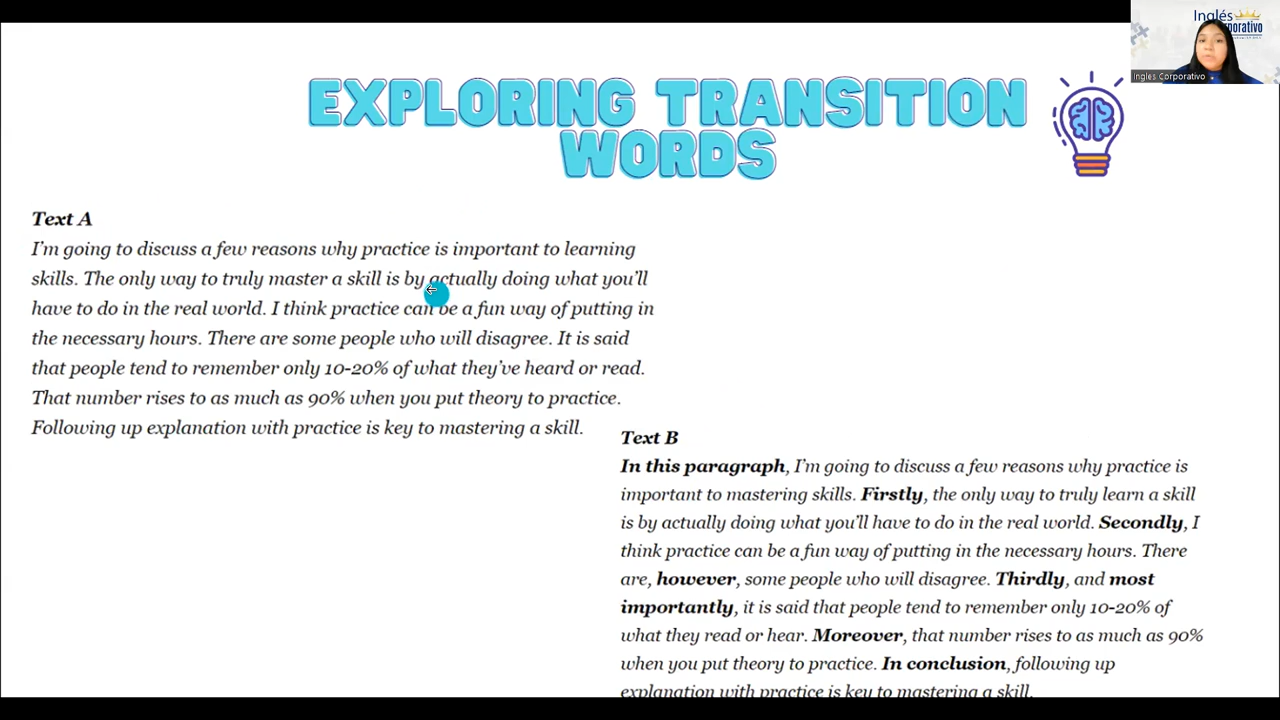 Inglés
Corporativo
Ingles Corporativo
EXPLORING TRANSITION
WORDS
Text A
I'm going to discuss a few reasons why practice is important to learning
skills. The only way to truly master a skill is by actually doing what you'll
have to do in the real world. I think practice can be a fun way of putting in
the necessary hours. There are some people who will disagree. It is said
that people tend to remember only 10-20% of what they've heard or read.
That number rises to as much as 90% when you put theory to practice.
Following up explanation with practice is key to mastering a skill.
Text B
In this paragraph, I'm going to discuss a few reasons why practice is
important to mastering skills. Firstly, the only way to truly learn a skill
is by actually doing what you'll have to do in the real world. Secondly, I
think practice can be a fun way of putting in the necessary hours. There
are, however, some people who will disagree. Thirdly, and most
importantly, it is said that people tend to remember only 10-20% of
what they read or hear. Moreover, that number rises to as much as 90%
when you put theory to practice. In conclusion, following up
explanation with practice is key to mastering a skill.